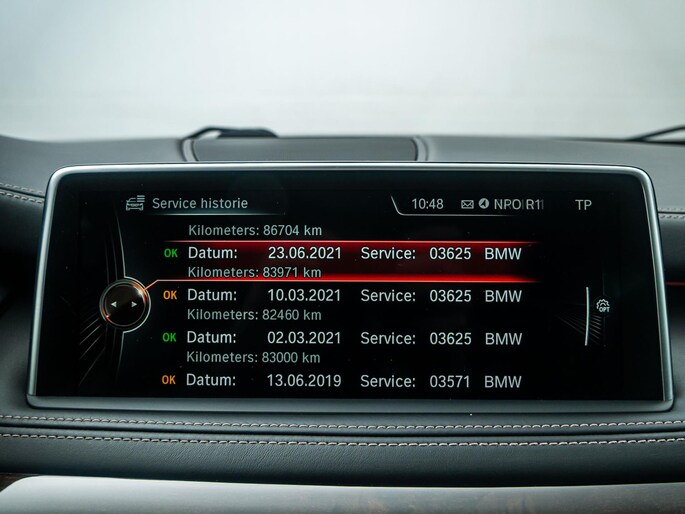 Service historie 10:48 NPO R1 TP
Kilometers: 86704 km
OK Datum: 23.06.2021 Service: 03625 BMW
Kilometers: 83971 km
OK Datum: 10.03.2021 Service: 03625 BMW
Kilometers: 82460 km
OK Datum: 02.03.2021 Service: 03625 BMW
Kilometers: 83000 km
OK Datum: 13.06.2019 Service: 03571 BMW
OPT